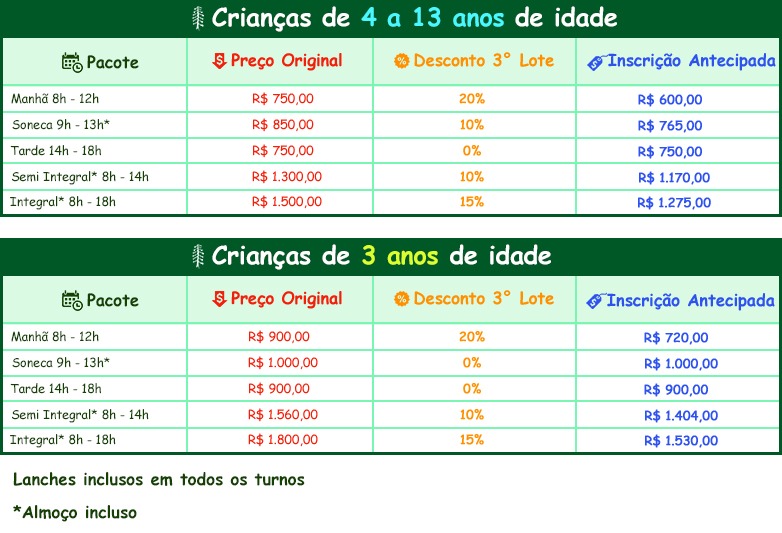 Crianças de 4 a 13 anos de idade
Pacote Preço Original Desconto 3° Lote Inscrição Antecipada
Manhã 8h - 12h R$ 750,00 20% R$ 600,00
Soneca 9h - 13h* R$ 850,00 10% R$ 765,00
Tarde 14h - 18h R$ 750,00 0% R$ 750,00
Semi Integral* 8h - 14h R$ 1.300,00 10% R$ 1.170,00
Integral* 8h - 18h R$ 1.500,00 15% R$ 1.275,00
Crianças de 3 anos de idade
Pacote Preço Original Desconto 3° Lote Inscrição Antecipada
Manhã 8h - 12h R$ 900,00 20% R$ 720,00
Soneca 9h - 13h* R$ 1.000,00 0% R$ 1.000,00
Tarde 14h - 18h R$ 900,00 0% R$ 900,00
Semi Integral* 8h - 14h R$ 1.560,00 10% R$ 1.404,00
Integral* 8h - 18h R$ 1.800,00 15% R$ 1.530,00
Lanches inclusos em todos os turnos
*Almoço incluso